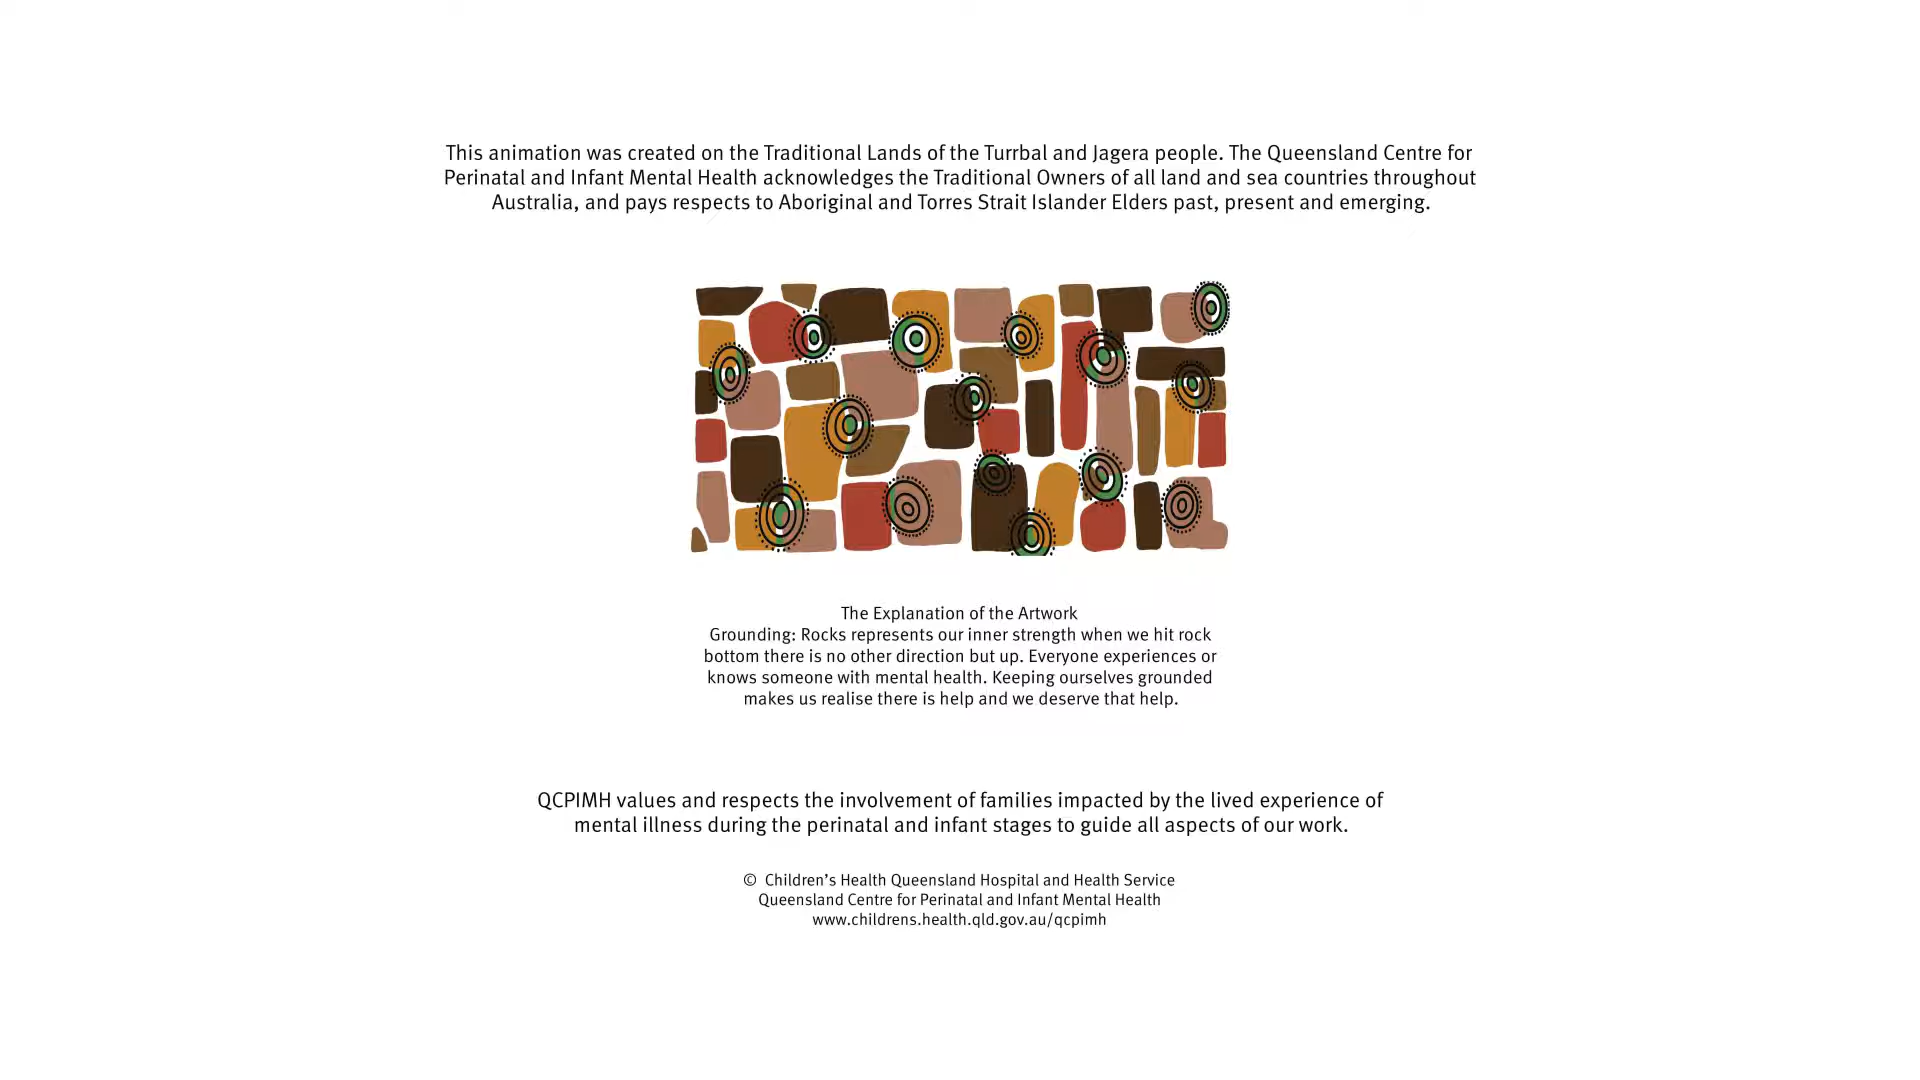 This animation was created on the Traditional Lands of the Turrbal and Jagera people. The Queensland Centre for
Perinatal and Infant Mental Health acknowledges the Traditional Owners of all land and sea countries throughout
Australia, and pays respects to Aboriginal and Torres Strait Islander Elders past, present and emerging.
The Explanation of the Artwork
Grounding: Rocks represents our inner strength when we hit rock
bottom there is no other direction but up. Everyone experiences or
knows someone with mental health. Keeping ourselves grounded
makes us realise there is help and we deserve that help.
QCPIMH values and respects the involvement of families impacted by the lived experience of
mental illness during the perinatal and infant stages to guide all aspects of our work.
© Children's Health Queensland Hospital and Health Service
Queensland Centre for Perinatal and Infant Mental Health
www.childrens.health.qld.gov.au/qcpimh